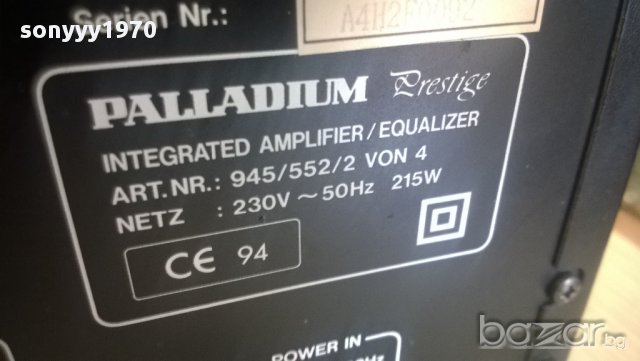 sonyyy1970
Serien Nr.:
PALLADIUM Prestige
INTEGRATED AMPLIFIER/EQUALIZER
ART.NR.: 945/552/2 VON 4
NETZ : 230V ~ 50Hz 215W
CE 94
POWER IN
bazar.bg